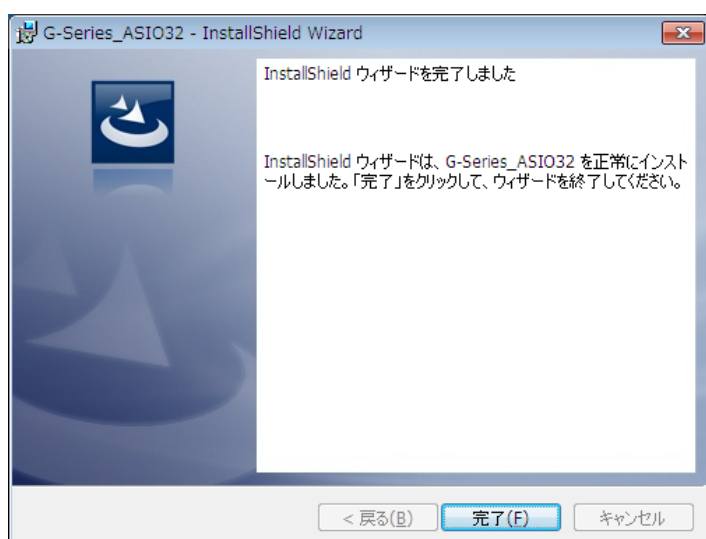 G-Series_ASIO32 - InstallShield Wizard
InstallShield ウィザードを完了しました
InstallShield ウィザードは、G-Series_ASIO32 を正常にインスト
ールしました。「完了」をクリックして、ウィザードを終了してください。
< 戻る(B)
完了(F)
キャンセル